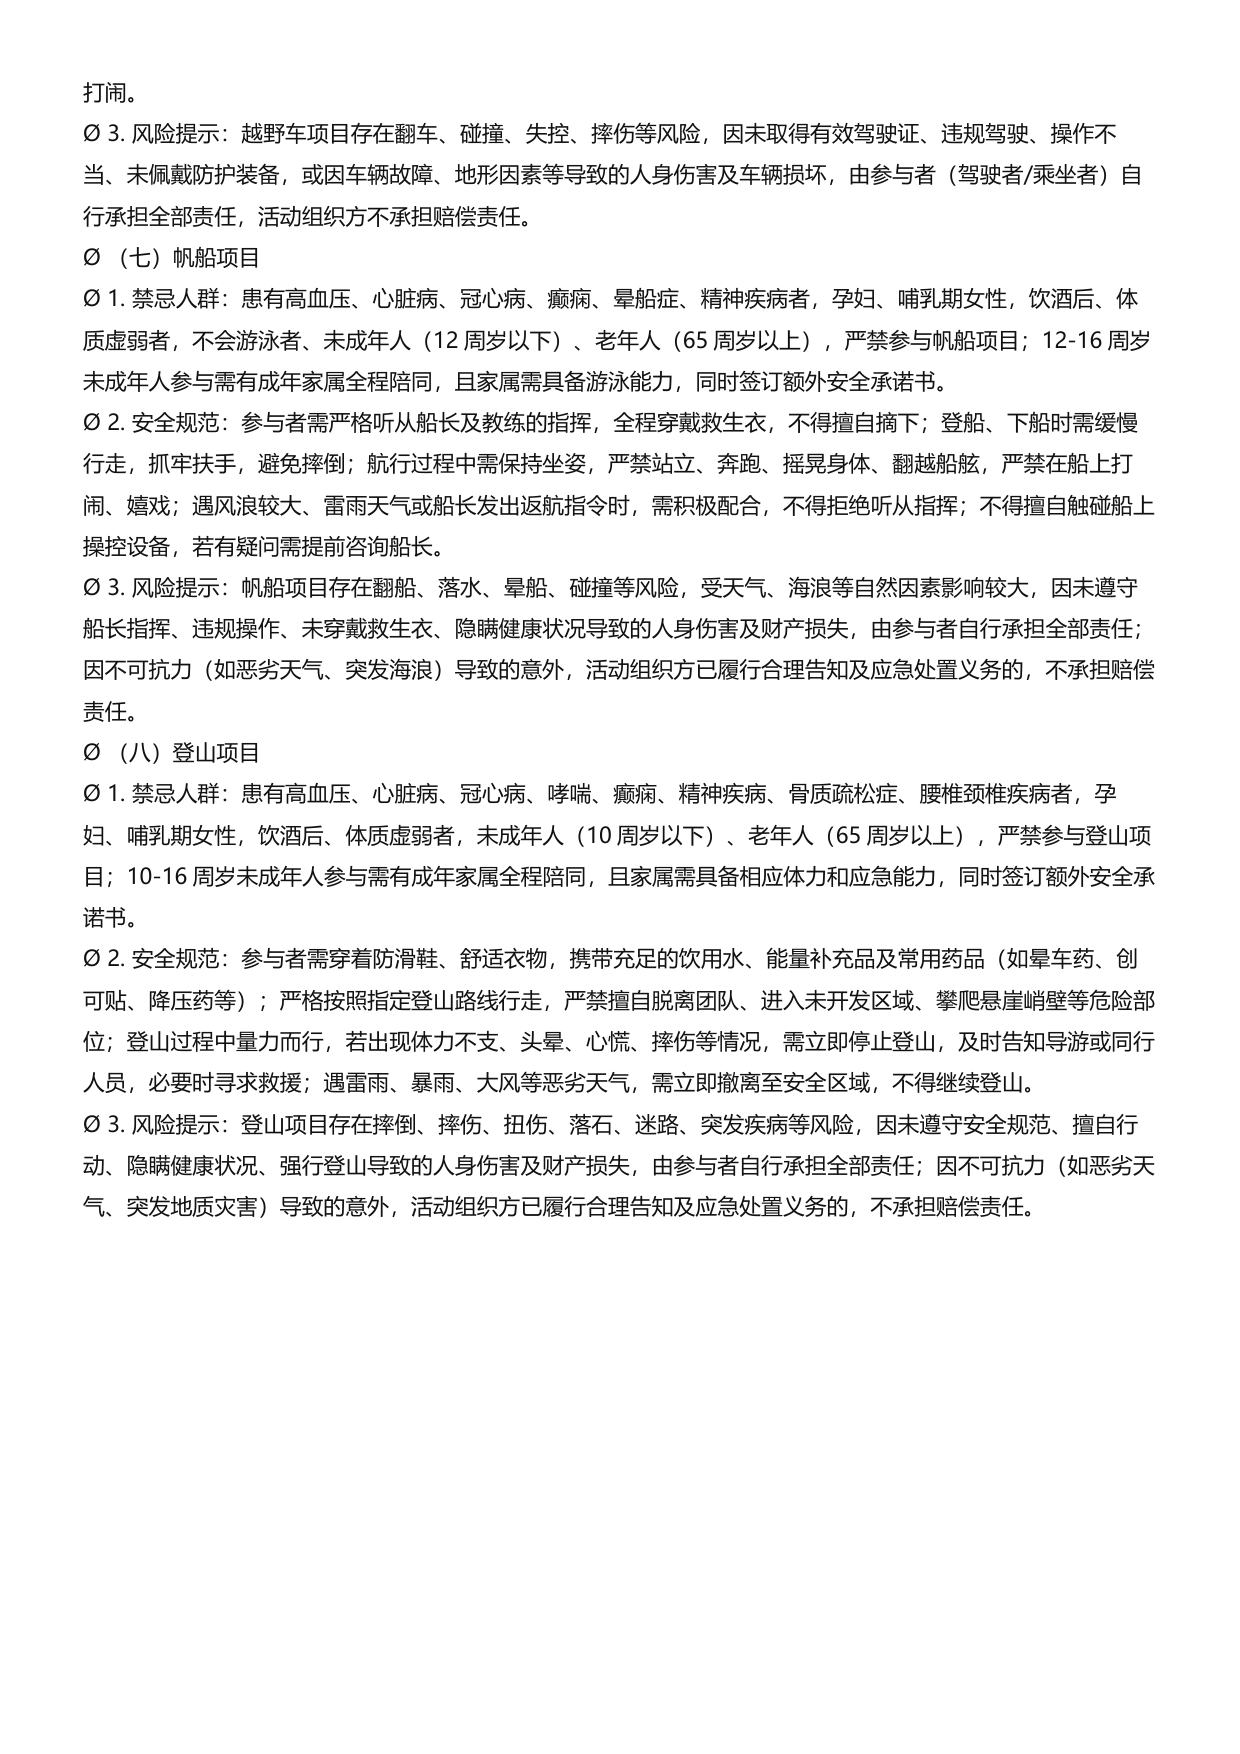 打闹。
Ø 3. 风险提示：越野车项目存在翻车、碰撞、失控、摔伤等风险，因未取得有效驾驶证、违规驾驶、操作不
当、未佩戴防护装备，或因车辆故障、地形因素等导致的人身伤害及车辆损坏，由参与者（驾驶者/乘坐者）自
行承担全部责任，活动组织方不承担赔偿责任。
Ø （七）帆船项目
Ø 1. 禁忌人群：患有高血压、心脏病、冠心病、癫痫、晕船症、精神疾病者，孕妇、哺乳期女性，饮酒后、体
质虚弱者，不会游泳者、未成年人（12 周岁以下）、老年人（65 周岁以上），严禁参与帆船项目；12-16 周岁
未成年人参与需有成年家属全程陪同，且家属需具备游泳能力，同时签订额外安全承诺书。
Ø 2. 安全规范：参与者需严格听从船长及教练的指挥，全程穿戴救生衣，不得擅自摘下；登船、下船时需缓慢
行走，抓牢扶手，避免摔倒；航行过程中需保持坐姿，严禁站立、奔跑、摇晃身体、翻越船舷，严禁在船上打
闹、嬉戏；遇风浪较大、雷雨天气或船长发出返航指令时，需积极配合，不得拒绝听从指挥；不得擅自触碰船上
操控设备，若有疑问需提前咨询船长。
Ø 3. 风险提示：帆船项目存在翻船、落水、晕船、碰撞等风险，受天气、海浪等自然因素影响较大，因未遵守
船长指挥、违规操作、未穿戴救生衣、隐瞒健康状况导致的人身伤害及财产损失，由参与者自行承担全部责任；
因不可抗力（如恶劣天气、突发海浪）导致的意外，活动组织方已履行合理告知及应急处置义务的，不承担赔偿
责任。
Ø （八）登山项目
Ø 1. 禁忌人群：患有高血压、心脏病、冠心病、哮喘、癫痫、精神疾病、骨质疏松症、腰椎颈椎疾病者，孕
妇、哺乳期女性，饮酒后、体质虚弱者，未成年人（10 周岁以下）、老年人（65 周岁以上），严禁参与登山项
目；10-16 周岁未成年人参与需有成年家属全程陪同，且家属需具备相应体力和应急能力，同时签订额外安全承
诺书。
Ø 2. 安全规范：参与者需穿着防滑鞋、舒适衣物，携带充足的饮用水、能量补充品及常用药品（如晕车药、创
可贴、降压药等）；严格按照指定登山路线行走，严禁擅自脱离团队、进入未开发区域、攀爬悬崖峭壁等危险部
位；登山过程中量力而行，若出现体力不支、头晕、心慌、摔伤等情况，需立即停止登山，及时告知导游或同行
人员，必要时寻求救援；遇雷雨、暴雨、大风等恶劣天气，需立即撤离至安全区域，不得继续登山。
Ø 3. 风险提示：登山项目存在摔倒、摔伤、扭伤、落石、迷路、突发疾病等风险，因未遵守安全规范、擅自行
动、隐瞒健康状况、强行登山导致的人身伤害及财产损失，由参与者自行承担全部责任；因不可抗力（如恶劣天
气、突发地质灾害）导致的意外，活动组织方已履行合理告知及应急处置义务的，不承担赔偿责任。